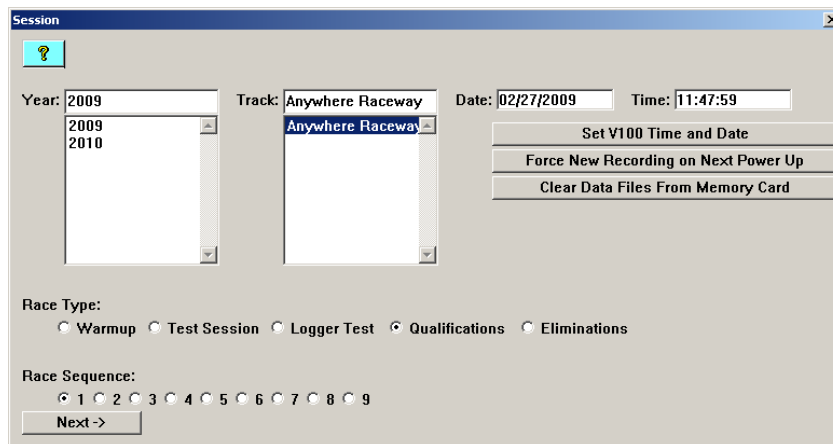 Session
?
Year: 2009 Track: Anywhere Raceway Date: 02/27/2009 Time: 11:47:59
2009 Anywhere Raceway
2010
Set V100 Time and Date
Force New Recording on Next Power Up
Clear Data Files From Memory Card
Race Type:
Warmup Test Session Logger Test Qualifications Eliminations
Race Sequence:
1 2 3 4 5 6 7 8 9
Next ->